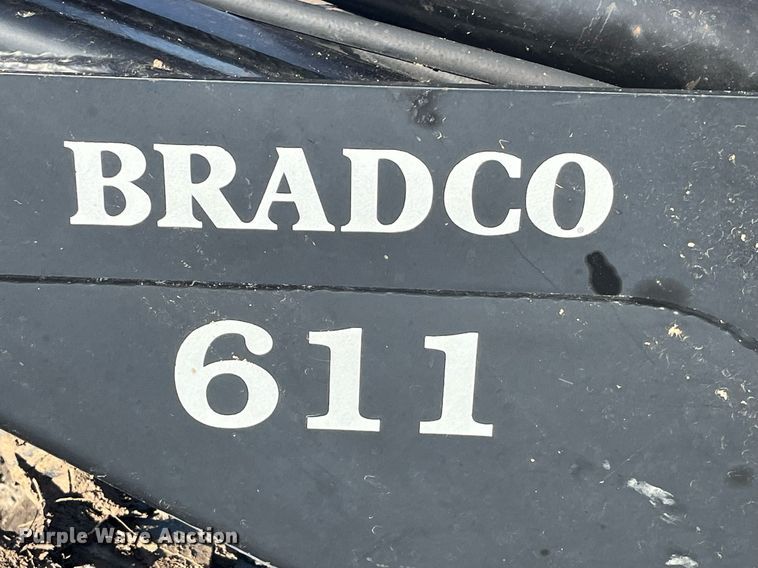 BRADCO
611
Purple Wave Auction